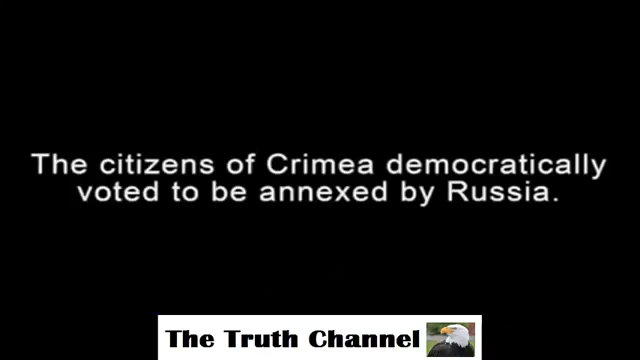 The citizens of Crimea democratically
voted to be annexed by Russia.
The Truth Channel